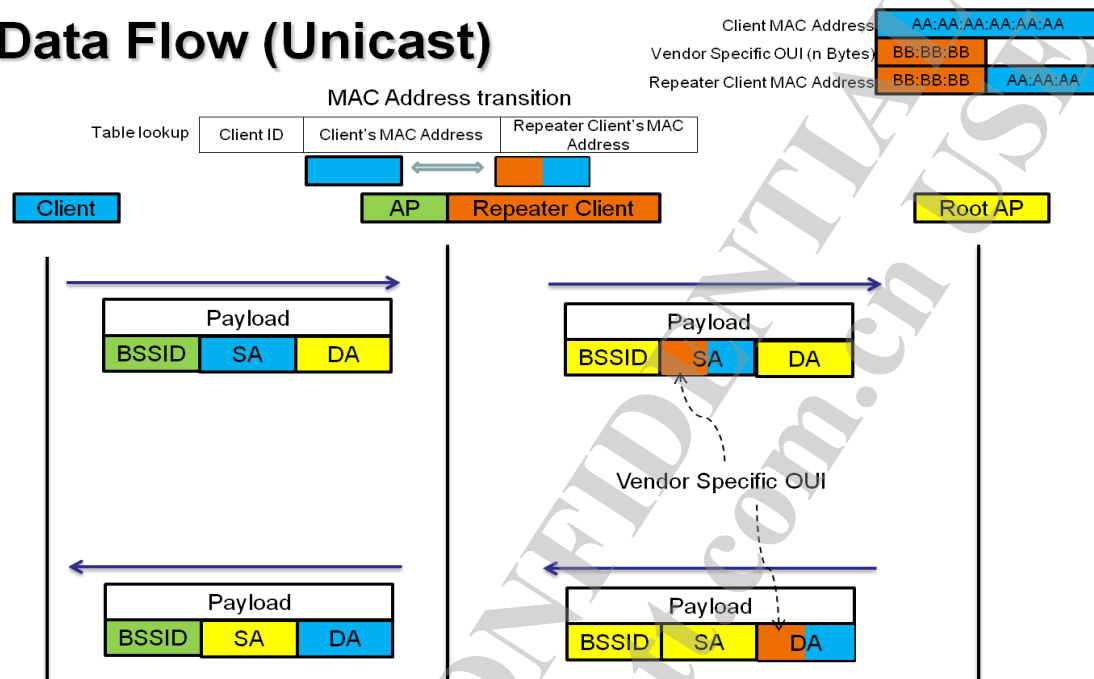 Data Flow (Unicast)
Client MAC Address AA:AA:AA:AA:AA:AA
Vendor Specific OUI (n Bytes) BB:BB:BB
Repeater Client MAC Address BB:BB:BB AA:AA:AA
MAC Address transition
Table lookup Client ID Client's MAC Address Repeater Client's MAC
Address
Client AP Repeater Client Root AP
Payload Payload
BSSID SA DA BSSID SA DA
Vendor Specific OUI
Payload Payload
BSSID SA DA BSSID SA DA